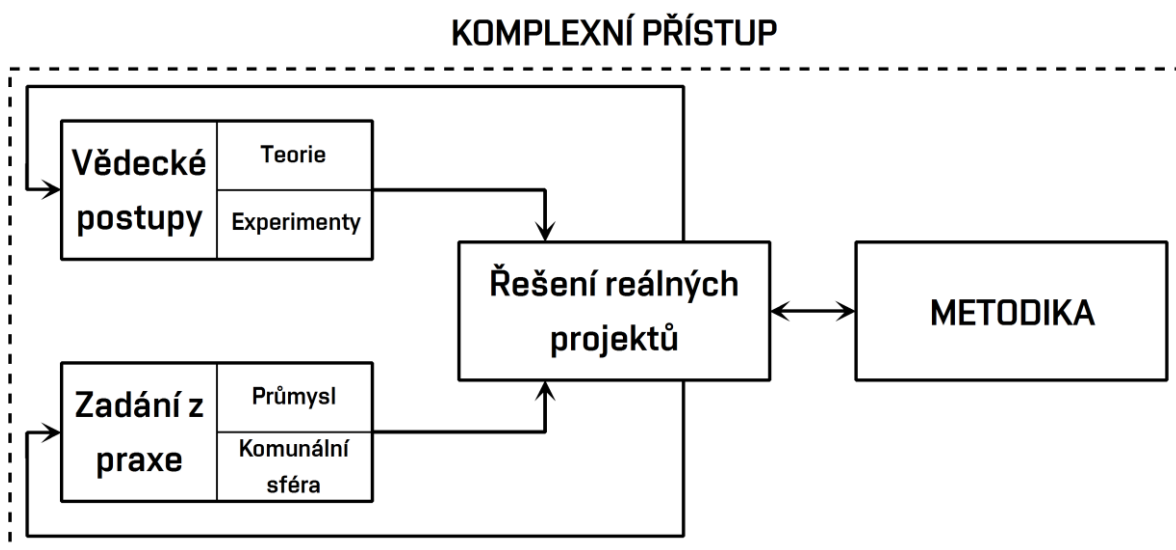 KOMPLEXNÍ PŘÍSTUP
Vědecké
postupy
Teorie
Experimenty
Řešení reálných
projektů
METODIKA
Zadání z
praxe
Průmysl
Komunální
sféra